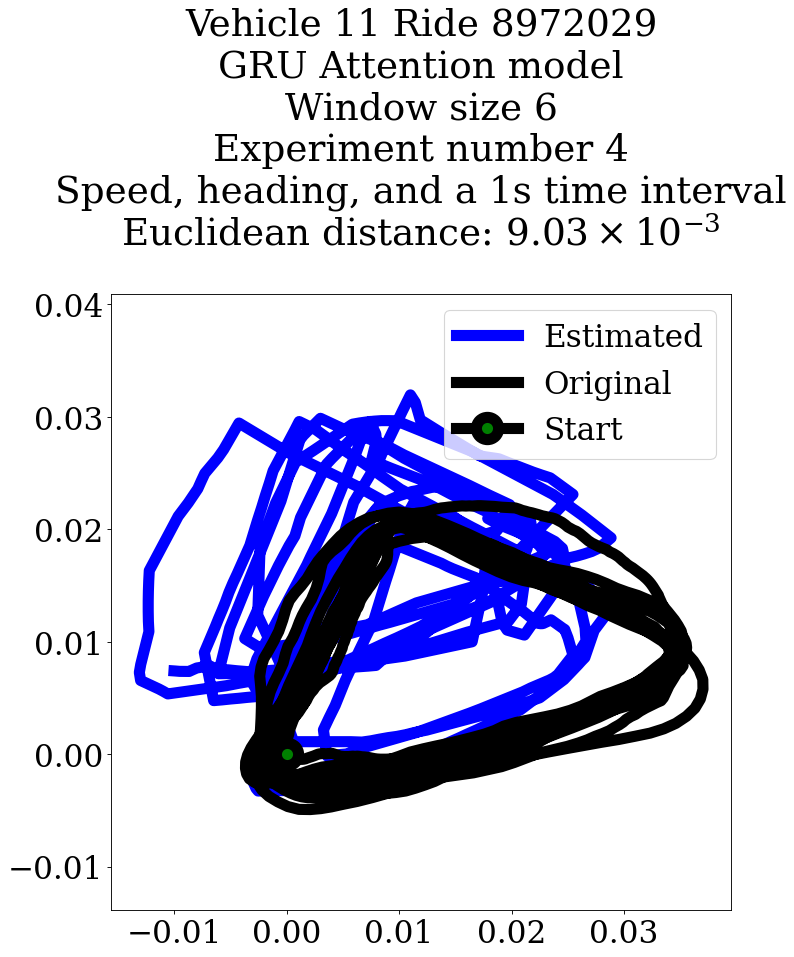 Vehicle 11 Ride 8972029
GRU Attention model
Window size 6
Experiment number 4
Speed, heading, and a 1s time interval
Euclidean distance: 9.03 × 10⁻³
0.04
Estimated
Original
Start
0.03
0.02
0.01
0.00
−0.01
−0.01 0.00 0.01 0.02 0.03